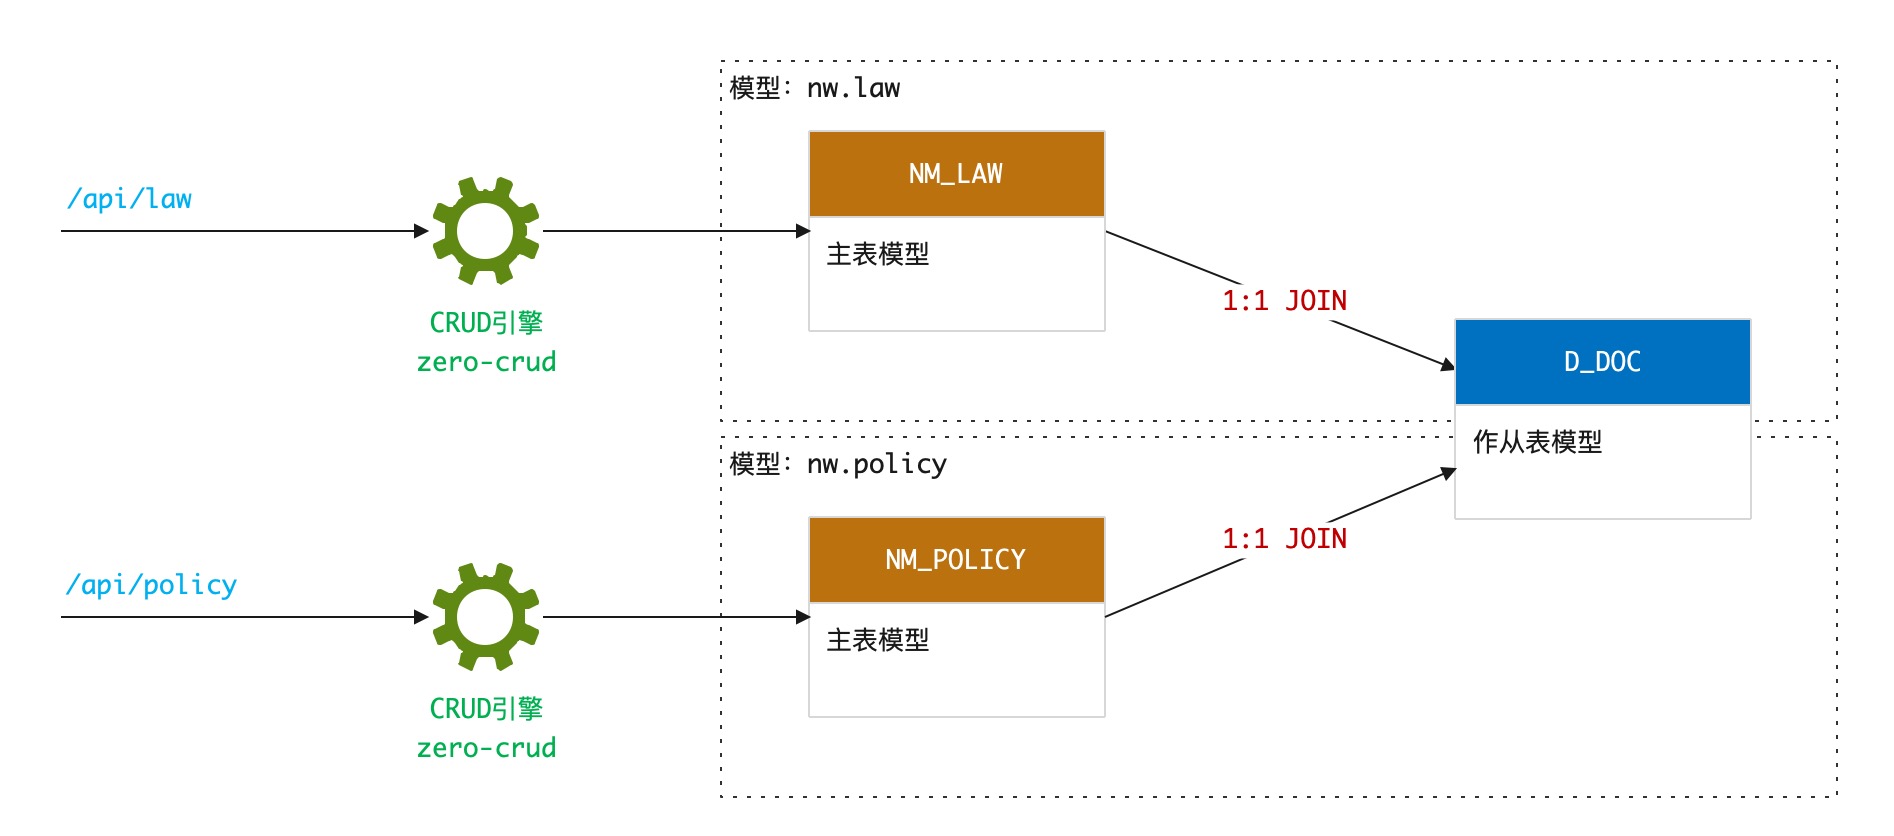 模型：nw.law
NM_LAW
/api/law
主表模型
1:1 JOIN
CRUD引擎
zero-crud
D_DOC
作从表模型
模型：nw.policy
1:1 JOIN
NM_POLICY
/api/policy
主表模型
CRUD引擎
zero-crud